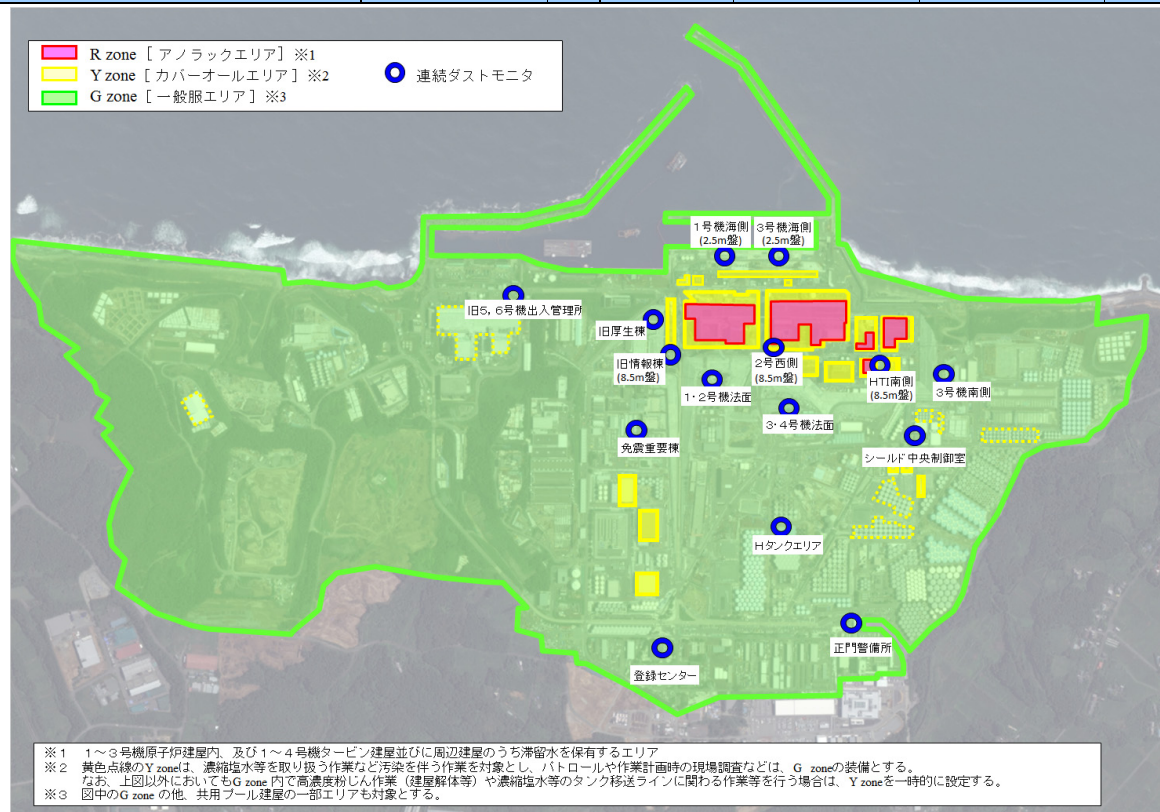 R zone [ アノラックエリア] ※1
Y zone [ カバーオールエリア] ※2
G zone [ 一般服エリア] ※3
連続ダストモニタ
1号機海側
(2.5m盤)
3号機海側
(2.5m盤)
旧5,6号機出入管理所
旧厚生棟
旧情報棟
(8.5m盤)
2号西側
(8.5m盤)
HTI南側
(8.5m盤)
3号機南側
1・2号機法面
3・4号機法面
免震重要棟
シールド中央制御室
Hタンクエリア
正門警備所
登録センター
※1 1～3号機原子炉建屋内、及び1～4号機タービン建屋並びに周辺建屋のうち滞留水を保有するエリア
※2 黄色点線のY zoneは、濃縮塩水等を取り扱う作業など汚染を伴う作業を対象とし、パトロールや作業計画時の現場調査などは、G zoneの装備とする。
なお、上図以外においてもG zone 内で高濃度粉じん作業（建屋解体等）や濃縮塩水等のタンク移送ラインに関わる作業等を行う場合は、Y zoneを一時的に設定する。
※3 図中のG zone の他、共用プール建屋の一部エリアも対象とする。